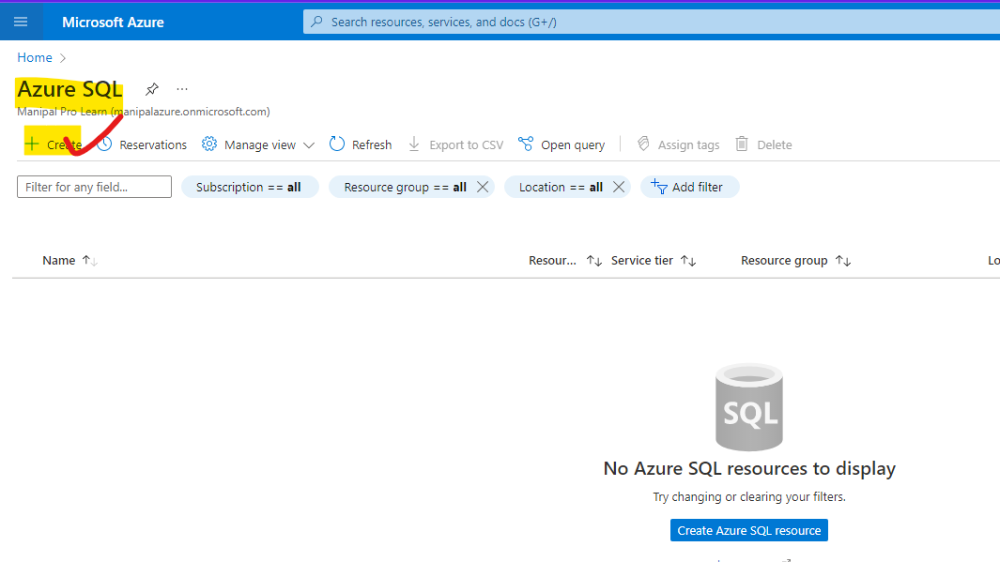 Microsoft Azure
Search resources, services, and docs (G+/)
Home
Azure SQL
Manipal Pro Learn (manipalazure.onmicrosoft.com)
Create Reservations Manage view Refresh Export to CSV Open query Assign tags Delete
Filter for any field... Subscription == all Resource group == all Location == all Add filter
Name Resour... Service tier Resource group Lo
SQL
No Azure SQL resources to display
Try changing or clearing your filters.
Create Azure SQL resource